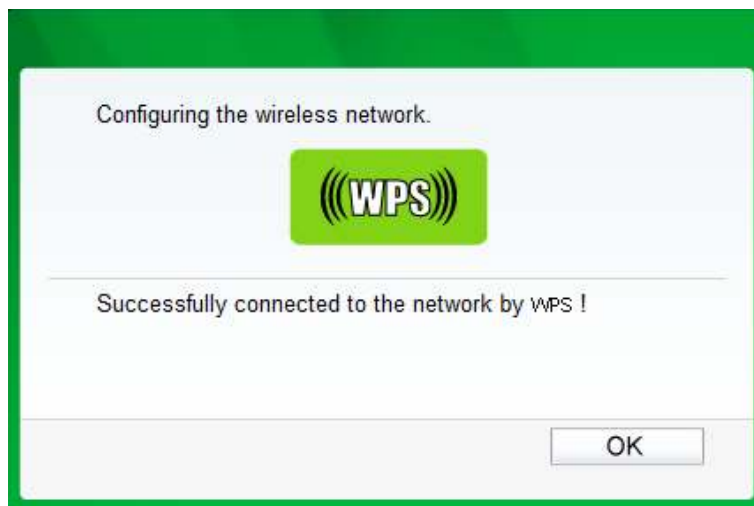 Configuring the wireless network.
(((WPS)))
Successfully connected to the network by WPS !
OK